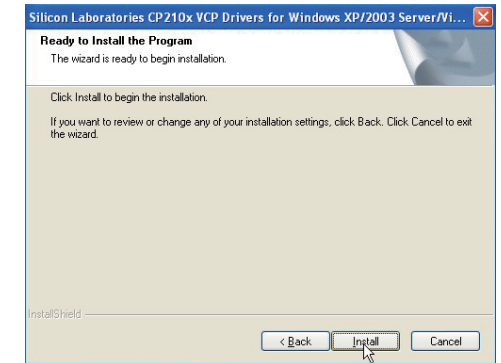 Silicon Laboratories CP210x VCP Drivers for Windows XP/2003 Server/Vi...
Ready to Install the Program
The wizard is ready to begin installation.
Click Install to begin the installation.
If you want to review or change any of your installation settings, click Back. Click Cancel to exit
the wizard.
InstallShield
< Back Install Cancel